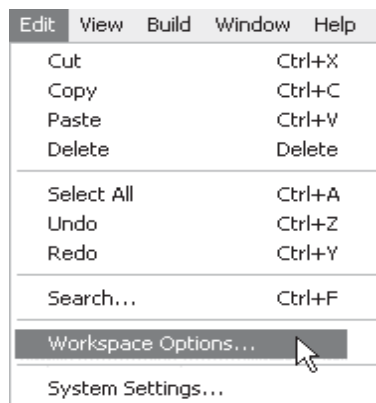 Edit View Build Window Help
Cut Ctrl+X
Copy Ctrl+C
Paste Ctrl+V
Delete Delete
Select All Ctrl+A
Undo Ctrl+Z
Redo Ctrl+Y
Search... Ctrl+F
Workspace Options...
System Settings...